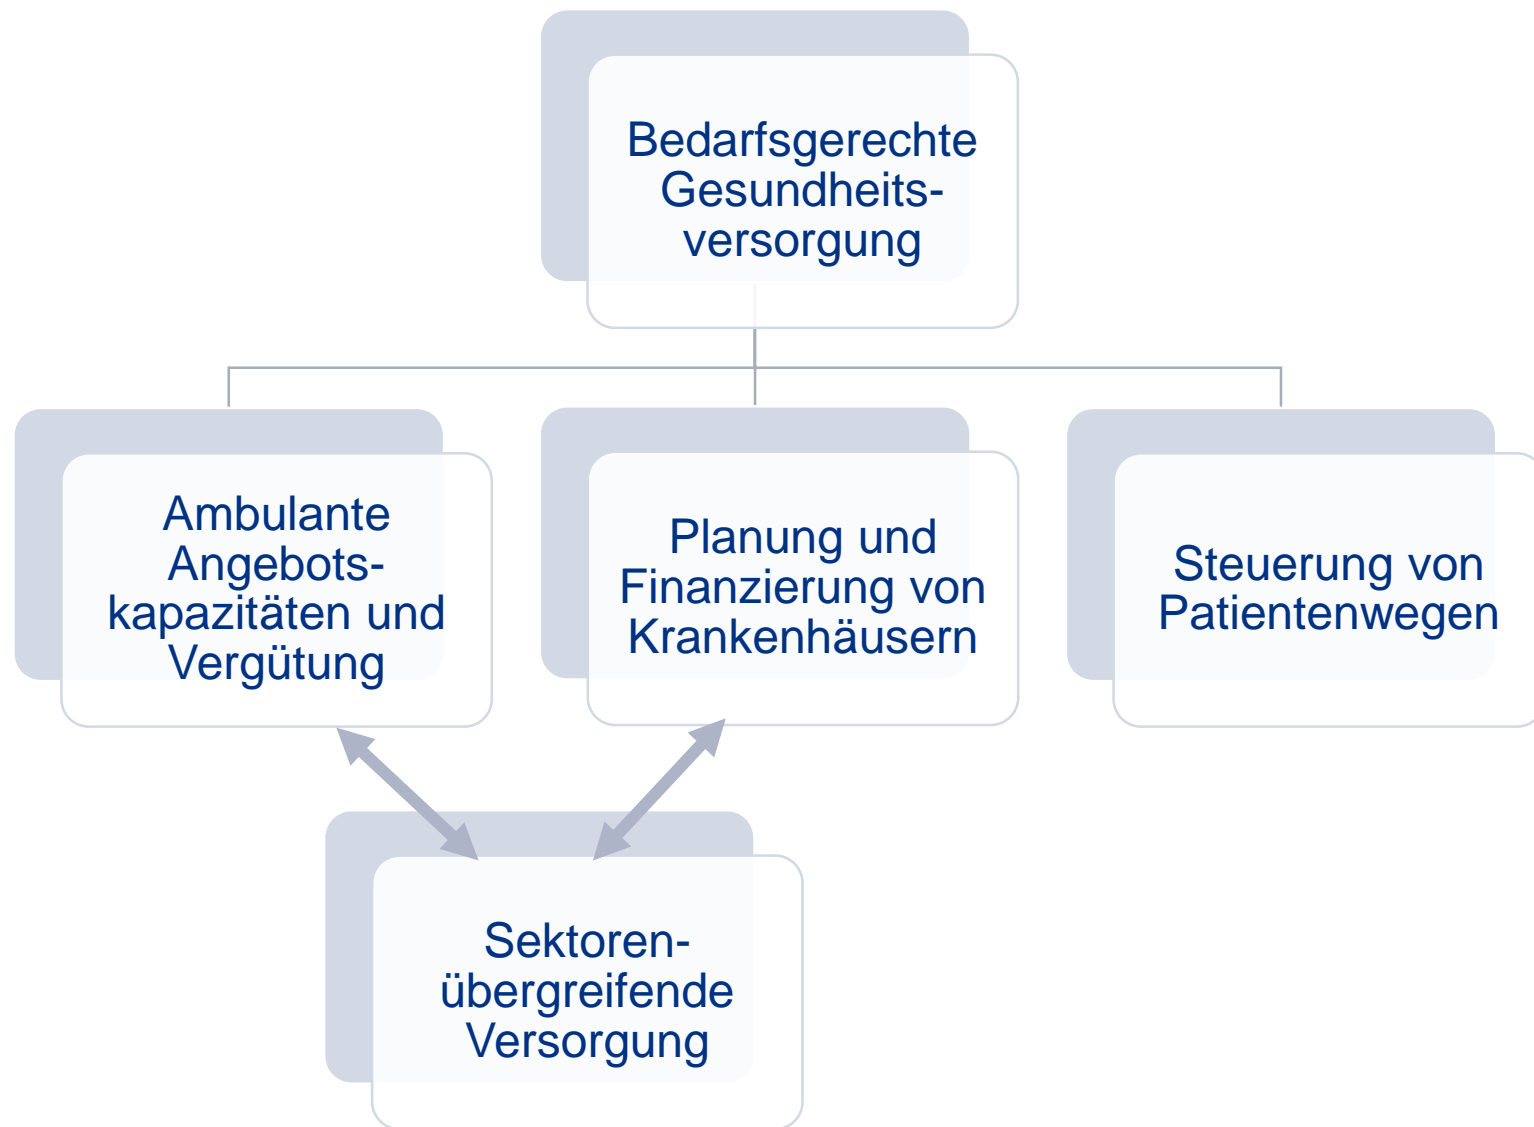 Bedarfsgerechte
Gesundheits-
versorgung
Ambulante
Angebots-
kapazitäten und
Vergütung
Planung und
Finanzierung von
Krankenhäusern
Steuerung von
Patientenwegen
Sektoren-
übergreifende
Versorgung